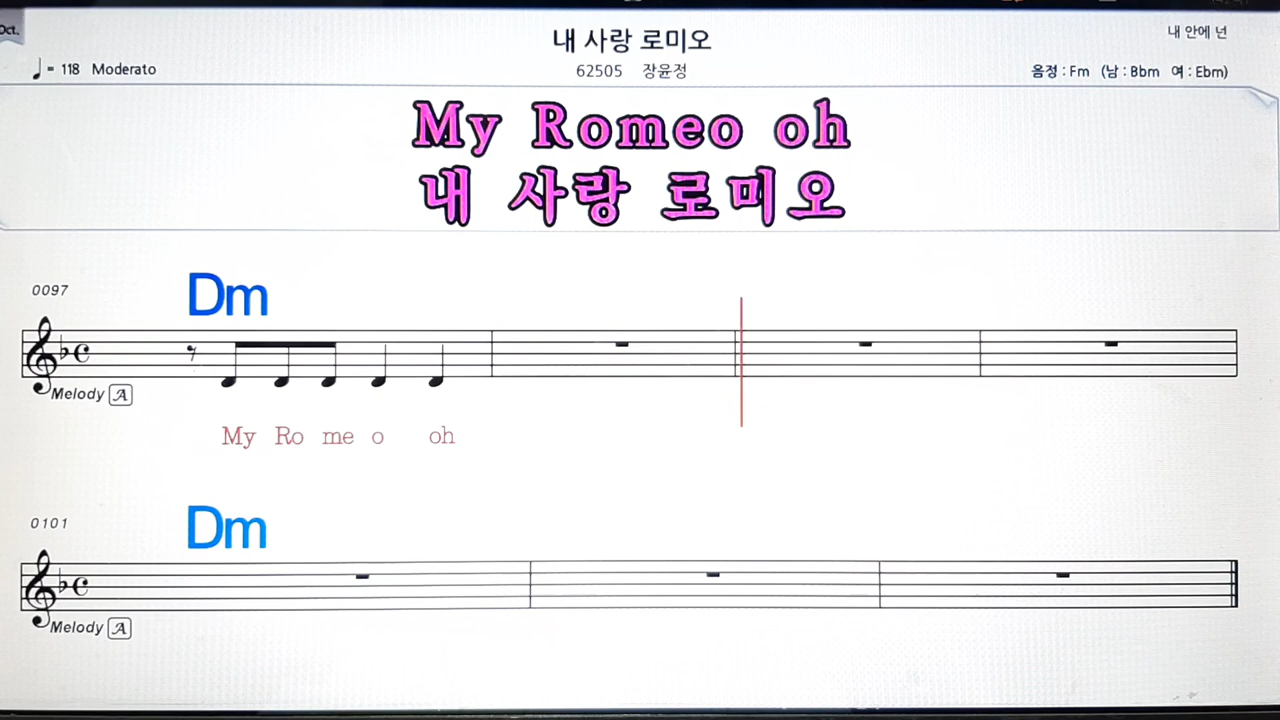 Oct.
내 사랑 로미오
내 안에 넌
♩= 118 Moderato
62505 장윤정
음정 : Fm (남 : Bbm 여 : Ebm)
My Romeo oh
내 사랑 로미오
0097
Dm
Melody A
My Ro me o oh
0101
Dm
Melody A